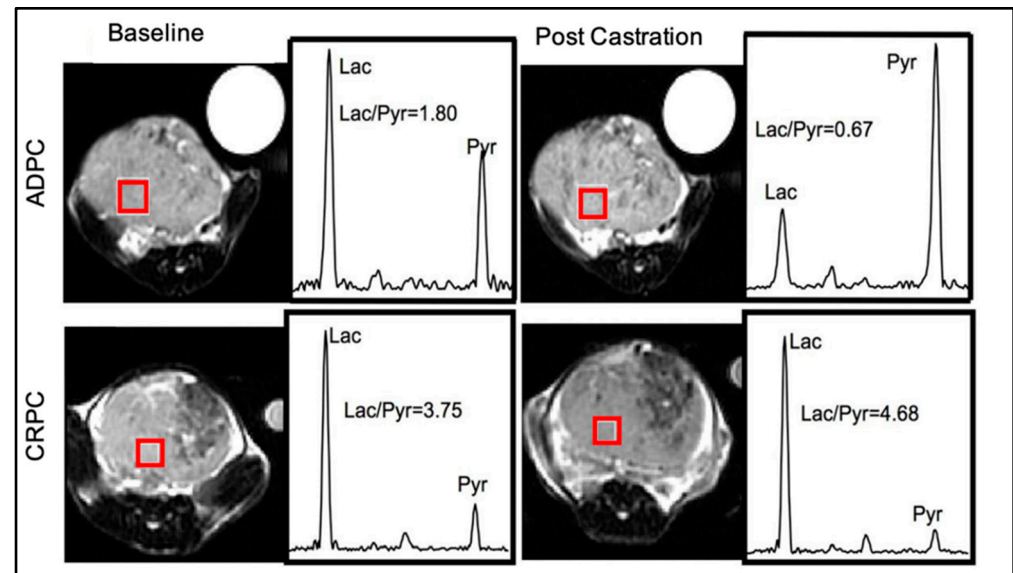 Baseline
Post Castration
ADPC
Lac
Lac/Pyr=1.80
Pyr
Pyr
Lac/Pyr=0.67
Lac
CRPC
Lac
Lac/Pyr=3.75
Pyr
Lac
Lac/Pyr=4.68
Pyr